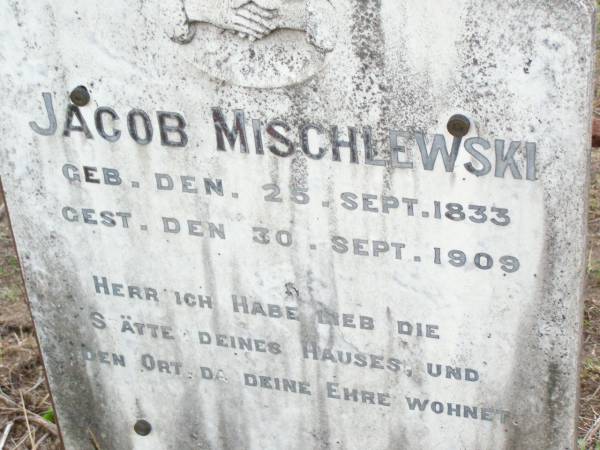 JACOB MISCHLEWSKI
GEB. DEN. 25. SEPT. 1833
GEST. DEN 30. SEPT. 1909
HERR ICH HABE LIEB DIE
STÄTTE DEINES HAUSES, UND
DEN ORT, DA DEINE EHRE WOHNET.